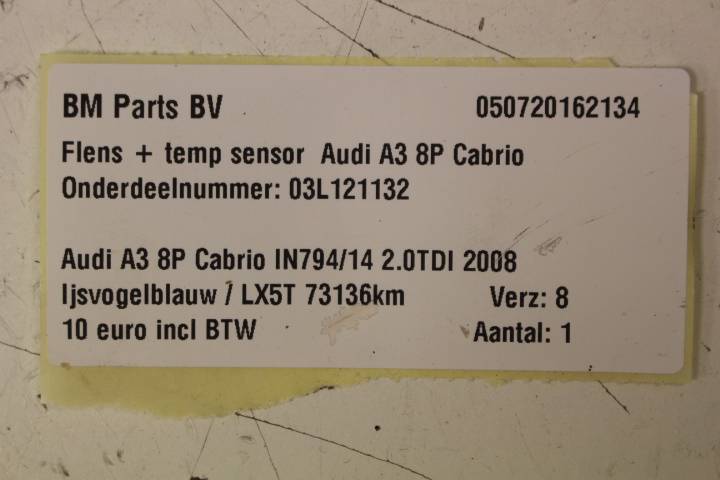 BM Parts BV 050720162134
Flens + temp sensor Audi A3 8P Cabrio
Onderdeelnummer: 03L121132
Audi A3 8P Cabrio IN794/14 2.0TDI 2008
Ijsvogelblauw / LX5T 73136km Verz: 8
10 euro incl BTW Aantal: 1